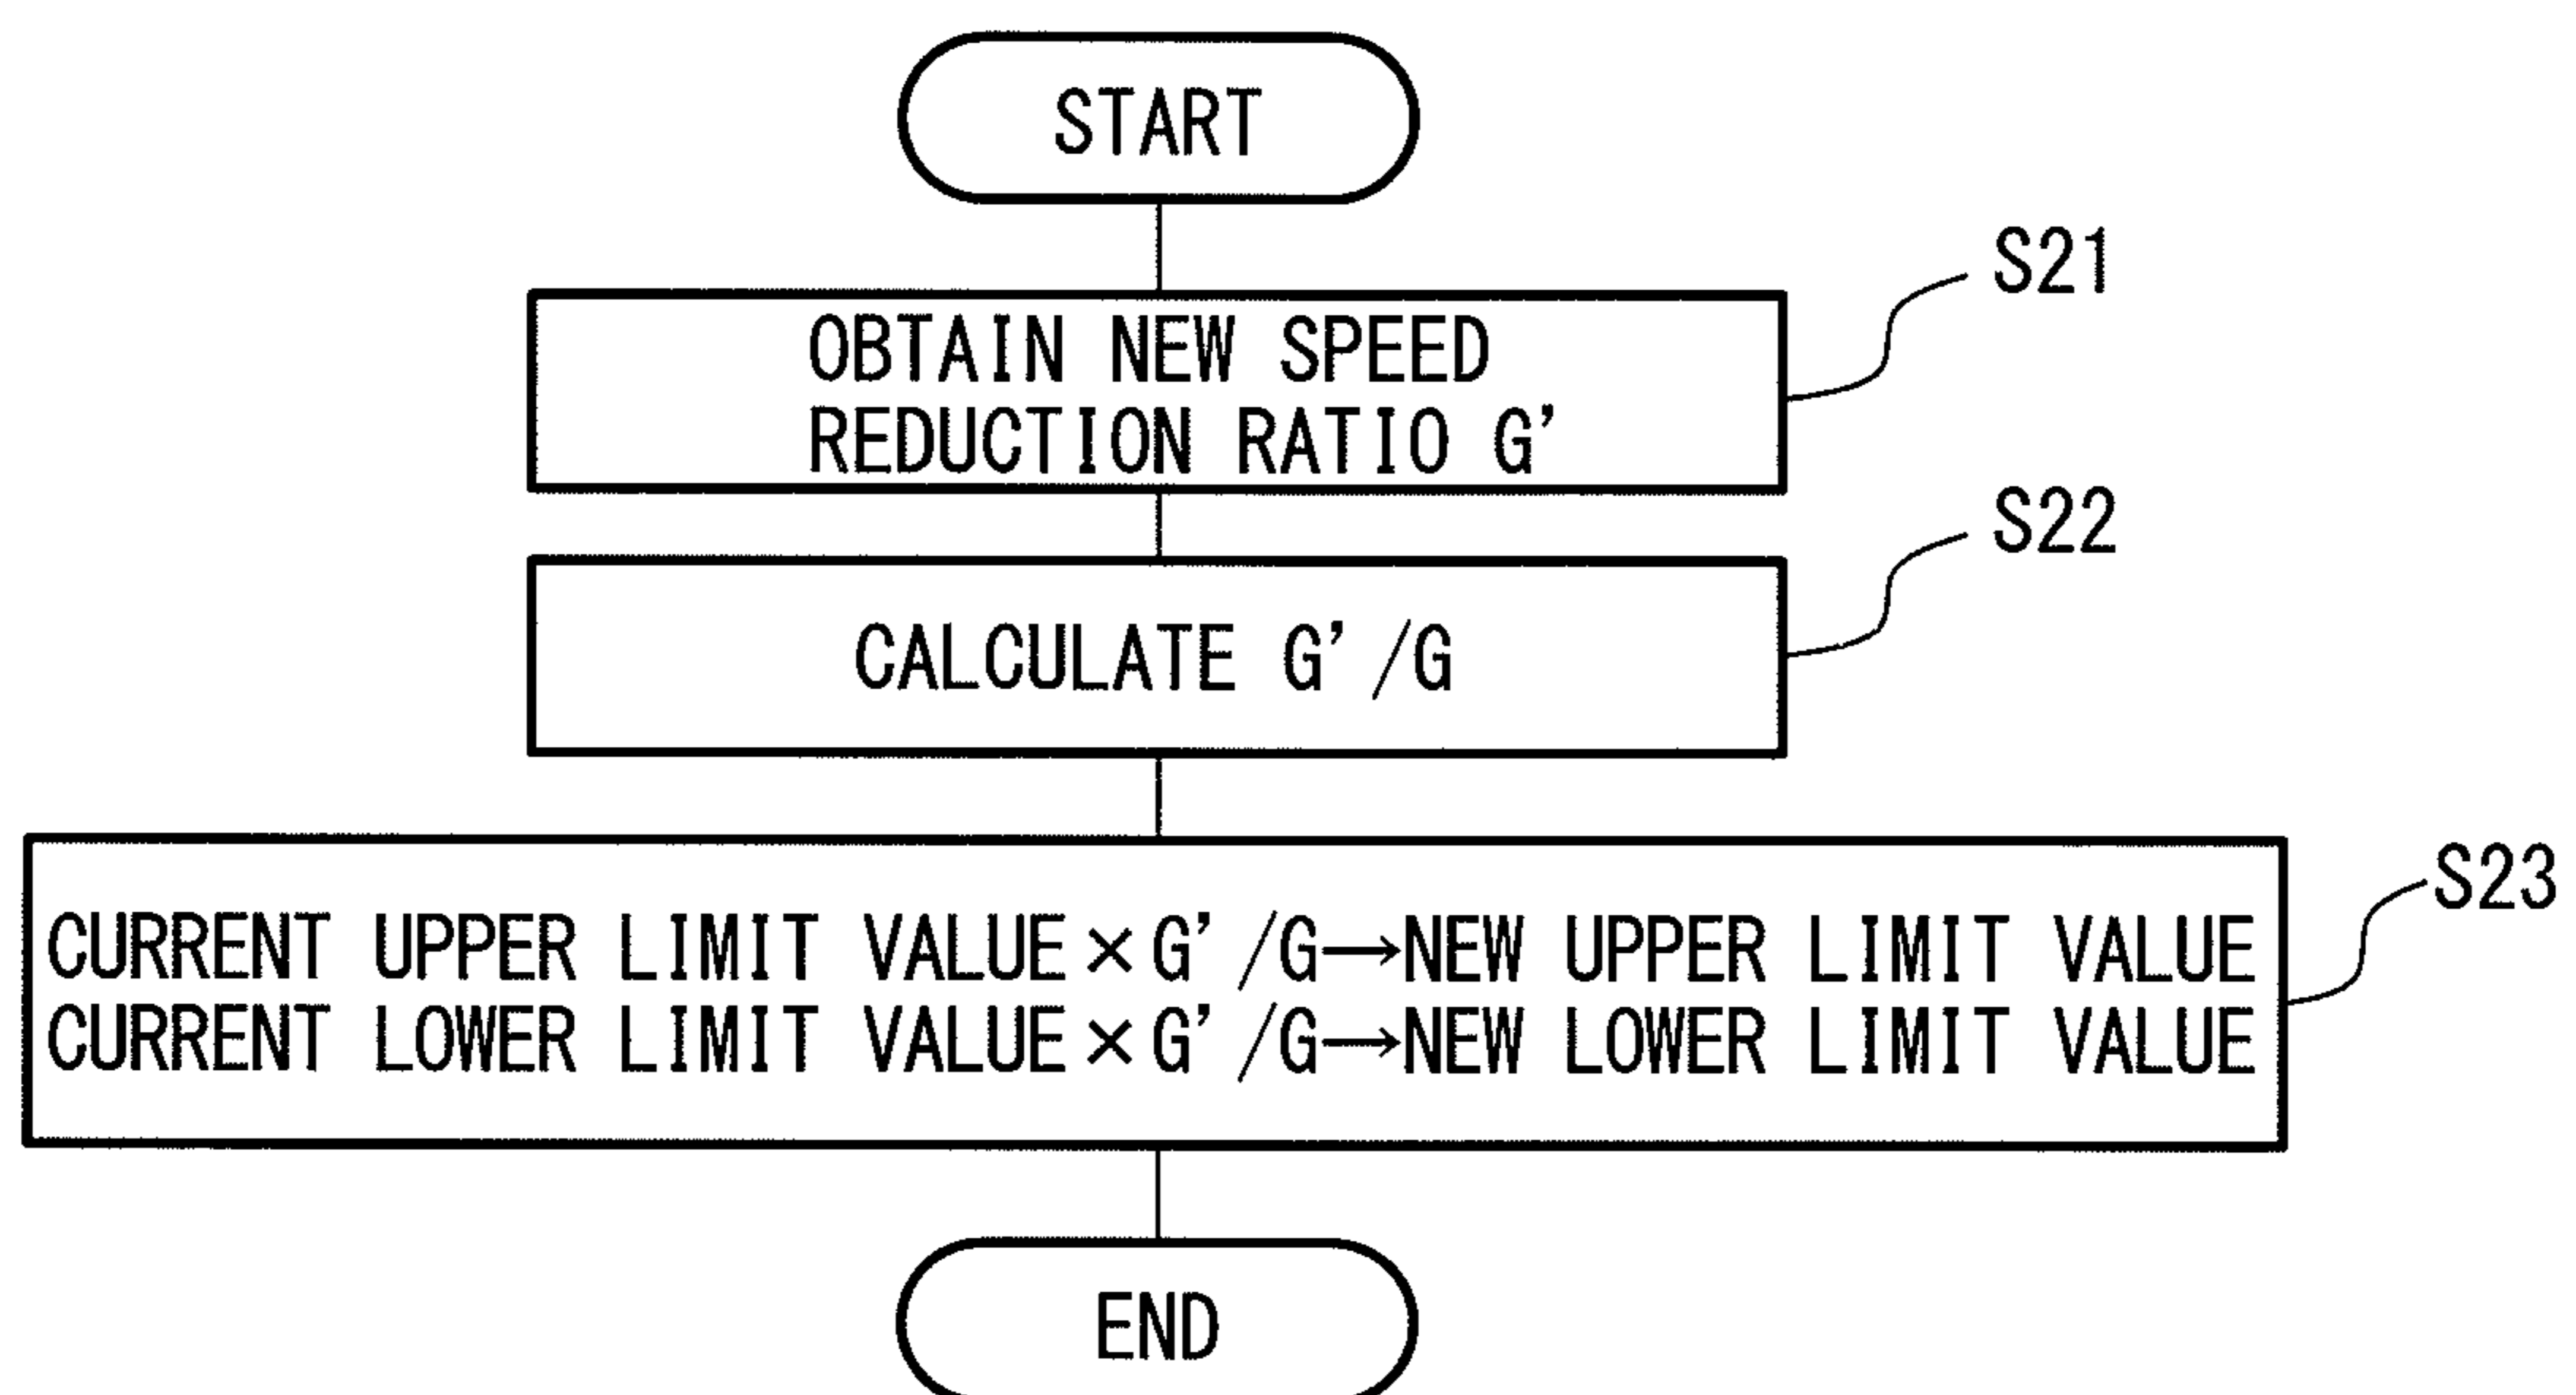 START
S21
OBTAIN NEW SPEED
REDUCTION RATIO G'
S22
CALCULATE G'/G
S23
CURRENT UPPER LIMIT VALUE×G'/G→NEW UPPER LIMIT VALUE
CURRENT LOWER LIMIT VALUE×G'/G→NEW LOWER LIMIT VALUE
END